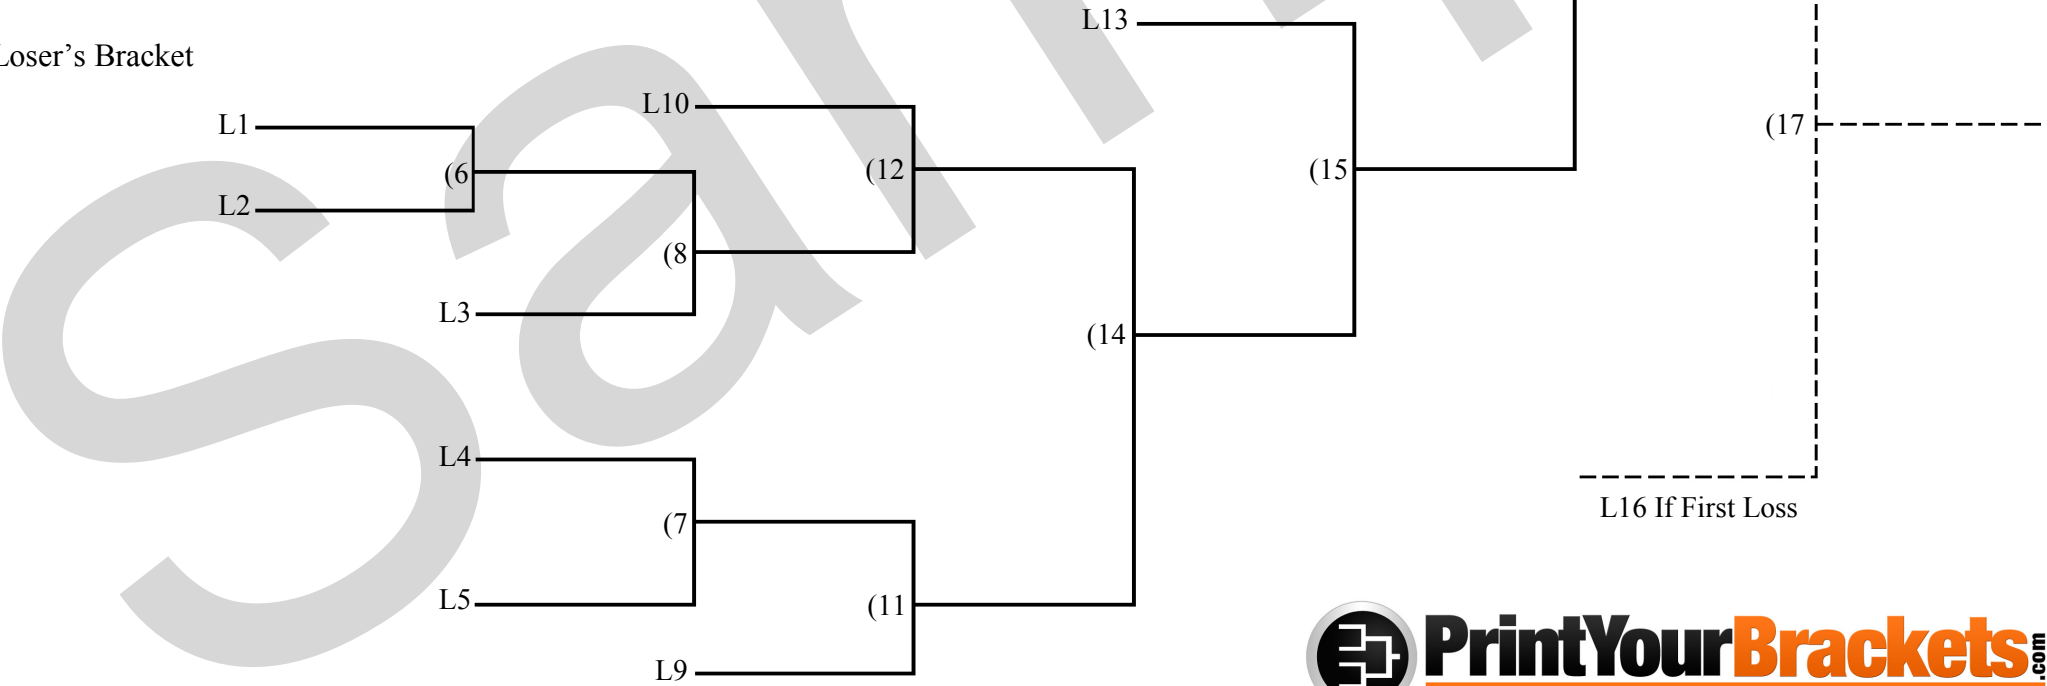 L13
Loser’s Bracket
L10
L1
(17
(6
(12
(15
L2
(8
L3
(14
L4
L16 If First Loss
(7
L5
(11
L9
PrintYourBrackets.com
Sam